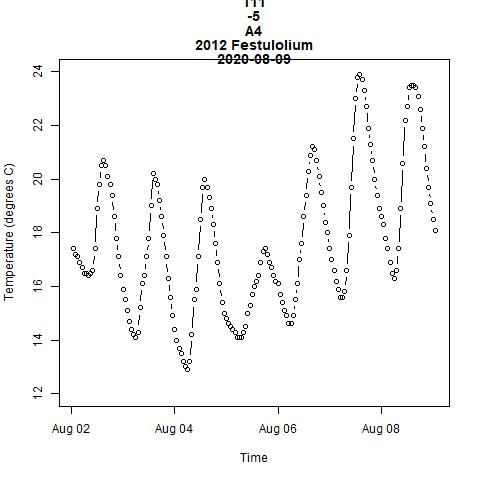 T11
-5
A4
2012 Festulolium
2020-08-09
Temperature (degrees C)
24
22
20
18
16
14
12
Aug 02
Aug 04
Aug 06
Aug 08
Time